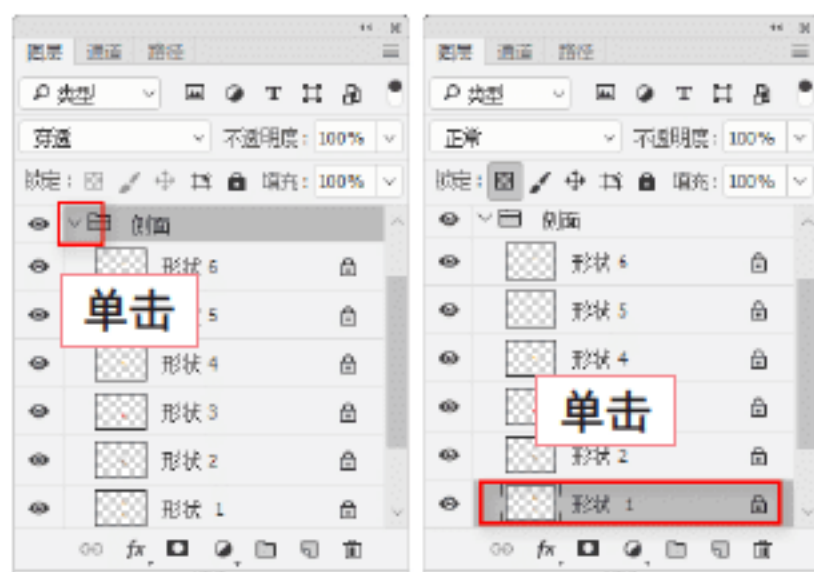 图层 通道 路径
类型
穿透 不透明度: 100%
锁定: 填充: 100%
侧面
形状 6
单击
5
形状 4
形状 3
形状 2
形状 1
fx
图层 通道 路径
类型
正常 不透明度: 100%
锁定: 填充: 100%
侧面
形状 6
形状 5
形状 4
单击
形状 2
形状 1
fx